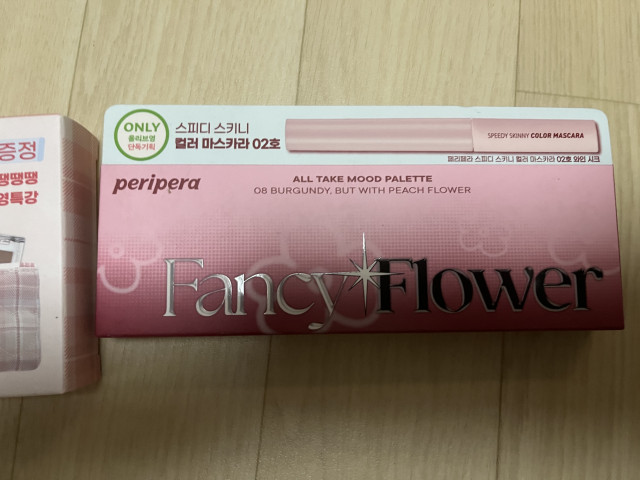 증정
땡땡땡
명특강
ONLY
올리브영
단독기획
스피디 스키니
컬러 마스카라 02호
SPEEDY SKINNY COLOR MASCARA
페리페라 스피디 스키니 컬러 마스카라 02호 와인 시크
peripera
ALL TAKE MOOD PALETTE
08 BURGUNDY, BUT WITH PEACH FLOWER
Fancy Flower